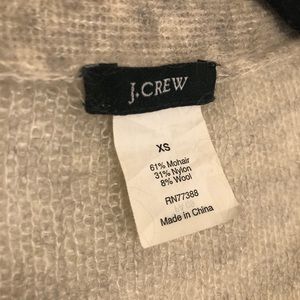 J.CREW
XS
61% Mohair
31% Nylon
8% Wool
RN77388
Made in China